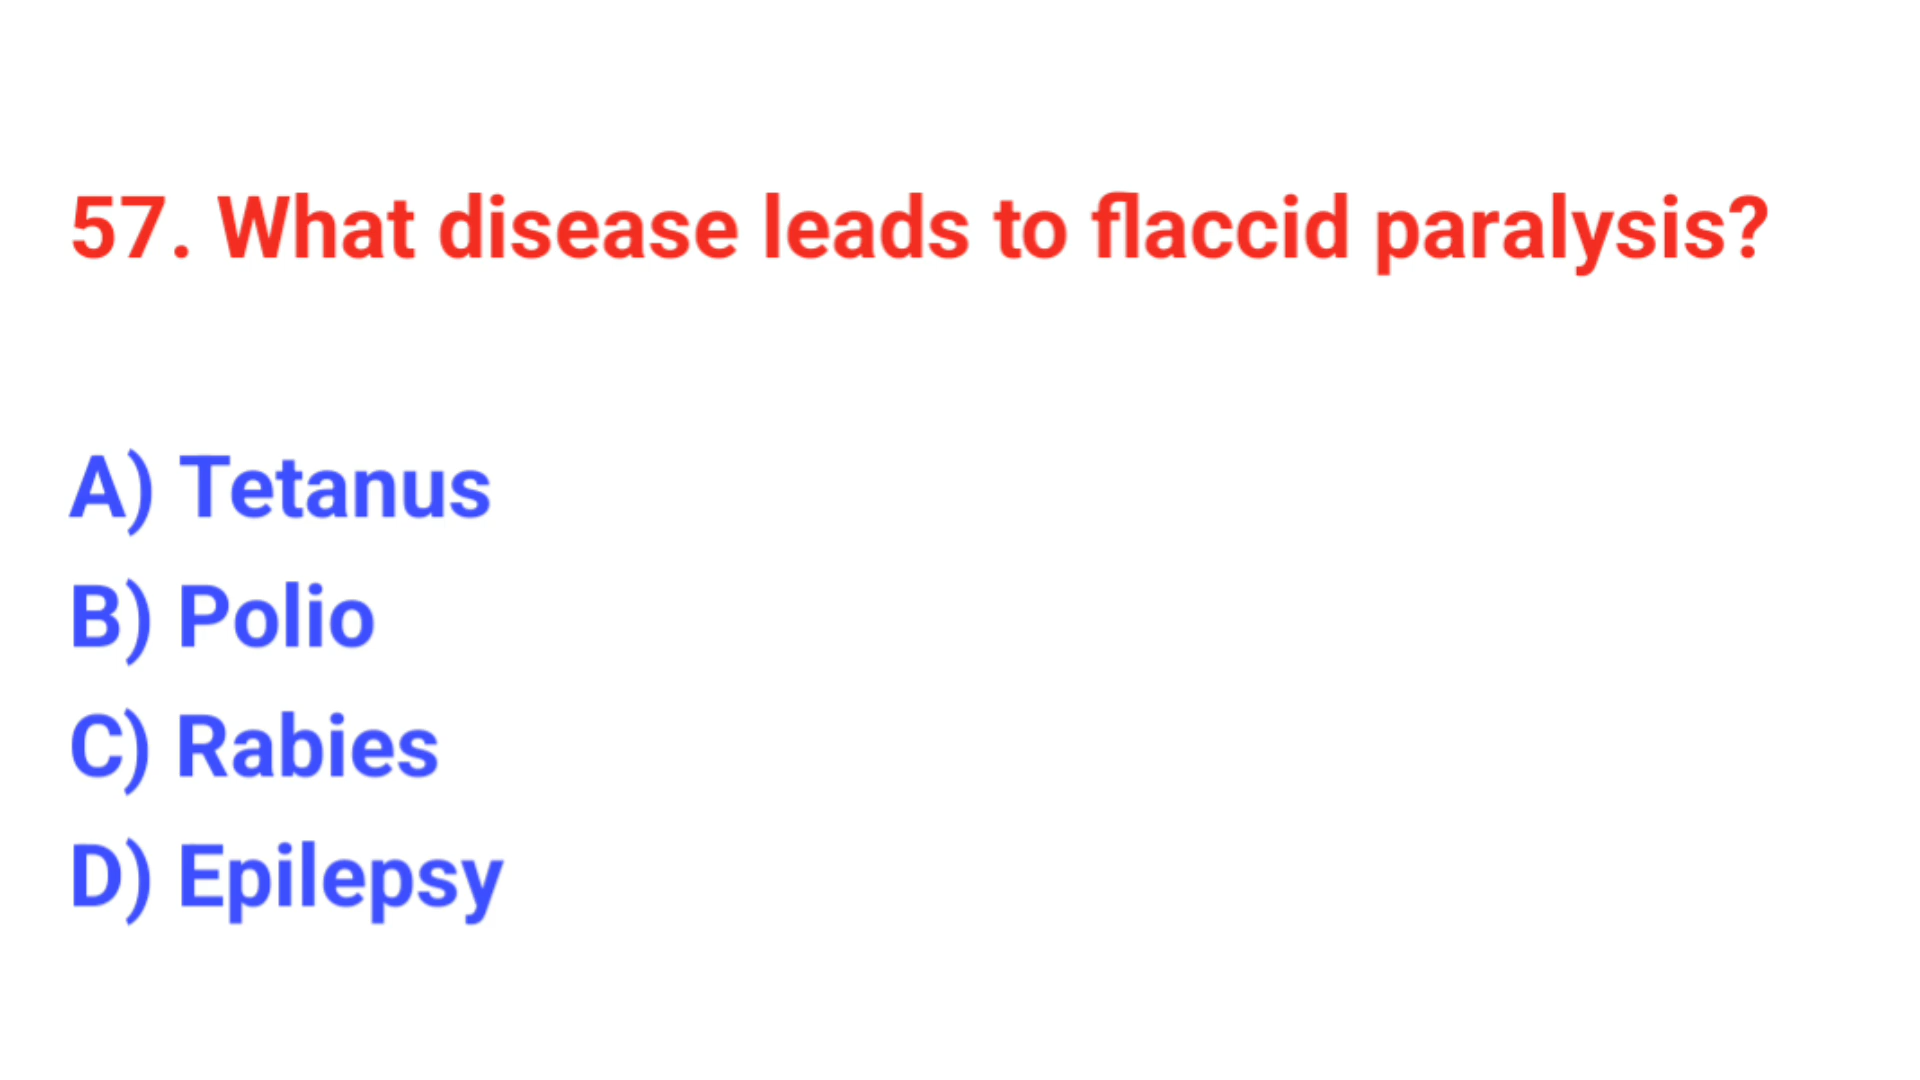 57. What disease leads to flaccid paralysis?
A) Tetanus
B) Polio
C) Rabies
D) Epilepsy